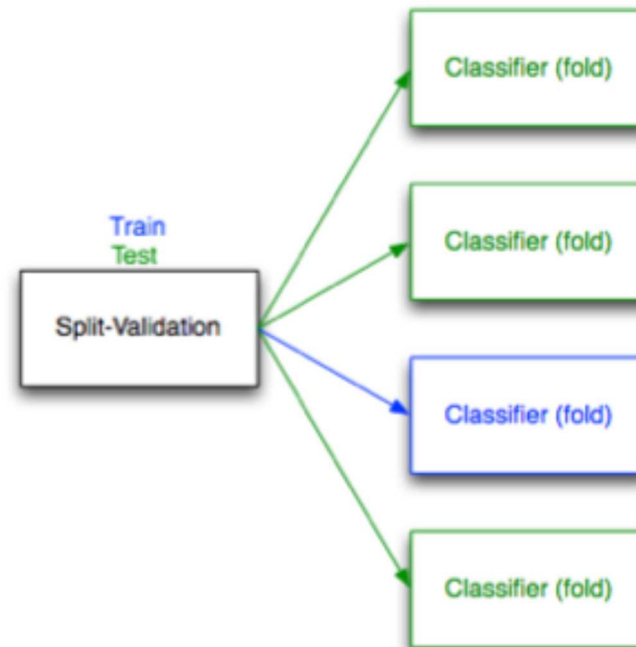 Classifier (fold)
Classifier (fold)
Train
Test
Split-Validation
Classifier (fold)
Classifier (fold)